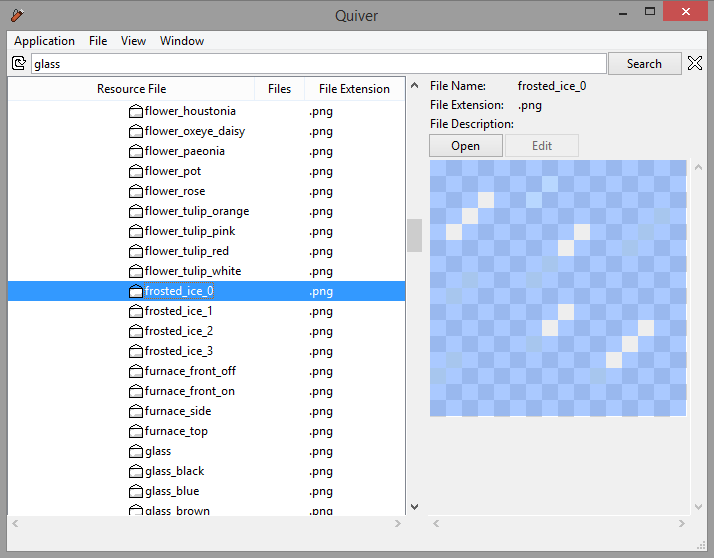 Quiver
Application File View Window
glass Search
Resource File Files File Extension
flower_houstonia .png
flower_oxeye_daisy .png
flower_paeonia .png
flower_pot .png
flower_rose .png
flower_tulip_orange .png
flower_tulip_pink .png
flower_tulip_red .png
flower_tulip_white .png
frosted_ice_0 .png
frosted_ice_1 .png
frosted_ice_2 .png
frosted_ice_3 .png
furnace_front_off .png
furnace_front_on .png
furnace_side .png
furnace_top .png
glass .png
glass_black .png
glass_blue .png
glass_brown .png
File Name: frosted_ice_0
File Extension: .png
File Description:
Open Edit